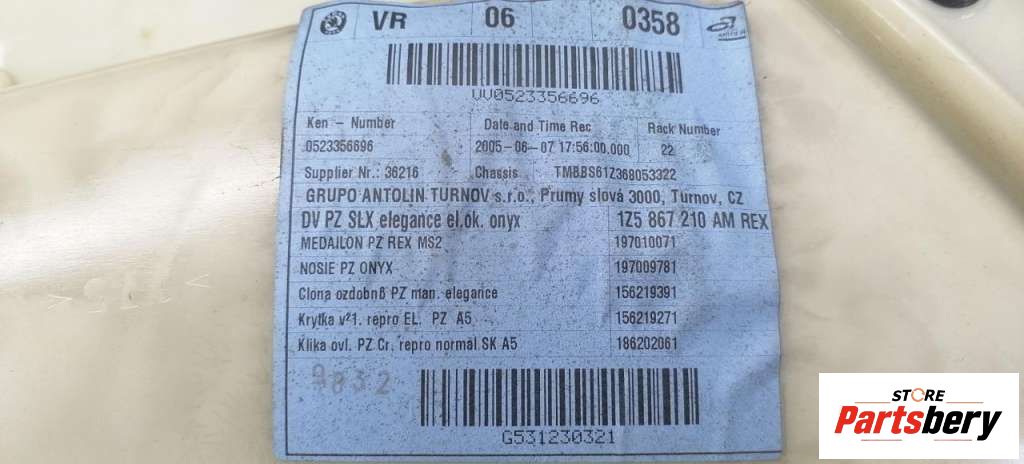 VR 06 0358
VV0523356696
Ken - Number Date and Time Rec Rack Number
0523356696 2005-06-07 17:56:00.000 22
Supplier Nr.: 36216 Chassis TMBBS61Z368053322
GRUPO ANTOLIN TURNOV s.r.o., Prumy slová 3000, Turnov, CZ
DV PZ SLX elegance el.ok. onyx 1Z5 867 210 AM REX
MEDAILON PZ REX MS2 197010071
NOSIE PZ ONYX 197009781
Clona ozdobnß PZ man. elegance 156219391
Krytka v²1. repro EL. PZ A5 156219271
Klika ovl. PZ Cr. repro normal SK A5 186202061
9832
G531230321
STORE
Partsbery